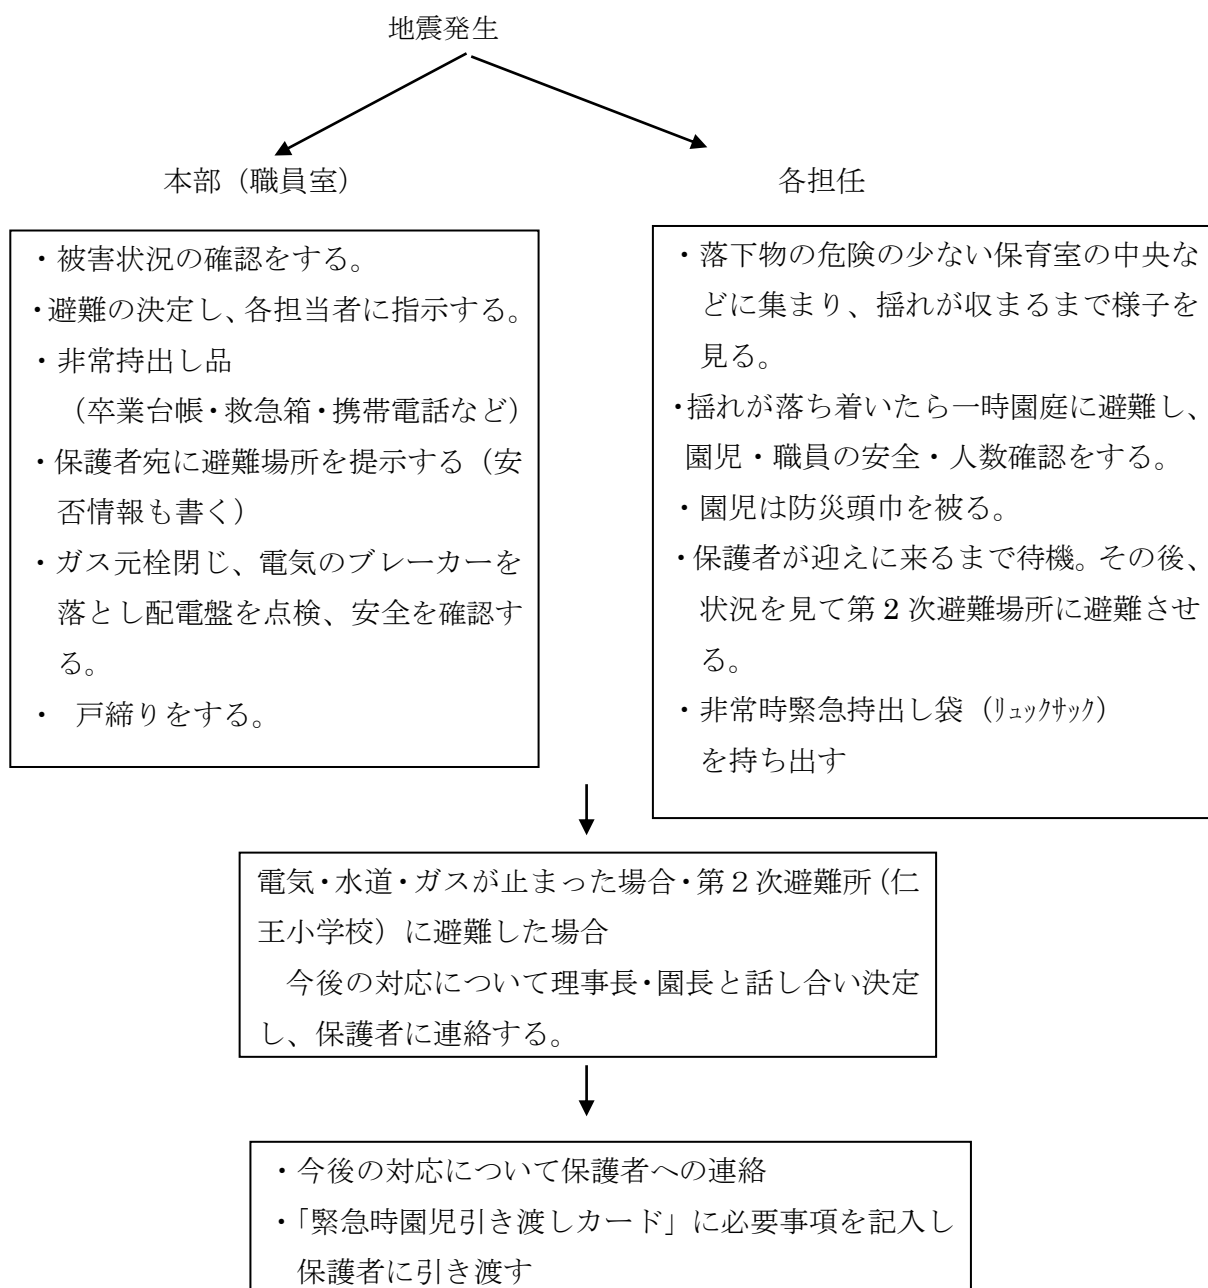 地震発生
本部（職員室）
・被害状況の確認をする。
・避難の決定し、各担当者に指示する。
・非常持出し品
（卒業台帳・救急箱・携帯電話など）
・保護者宛に避難場所を提示する（安
否情報も書く）
・ガス元栓閉じ、電気のブレーカーを
落とし配電盤を点検、安全を確認す
る。
・ 戸締りをする。
各担任
・落下物の危険の少ない保育室の中央な
どに集まり、揺れが収まるまで様子を
見る。
・揺れが落ち着いたら一時園庭に避難し、
園児・職員の安全・人数確認をする。
・園児は防災頭巾を被る。
・保護者が迎えに来るまで待機。その後、
状況を見て第２次避難場所に避難させ
る。
・非常時緊急持出し袋（ﾘｭｯｸｻｯｸ）
を持ち出す
電気・水道・ガスが止まった場合・第２次避難所（仁
王小学校）に避難した場合
今後の対応について理事長・園長と話し合い決定
し、保護者に連絡する。
・今後の対応について保護者への連絡
・「緊急時園児引き渡しカード」に必要事項を記入し
保護者に引き渡す